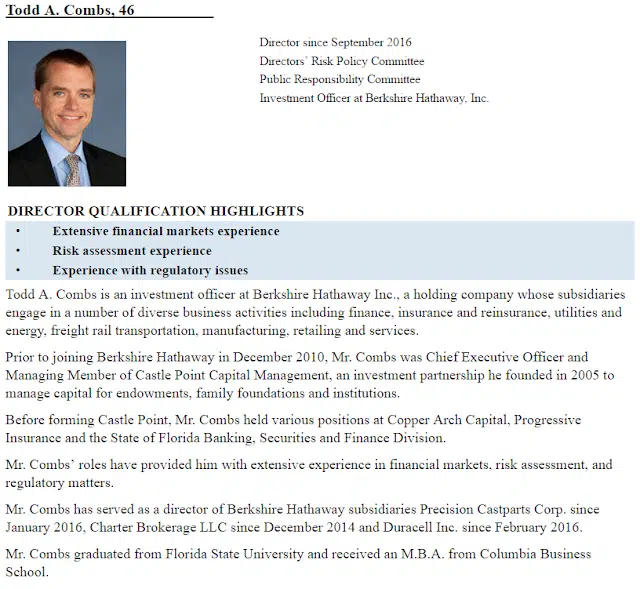 Todd A. Combs, 46
Director since September 2016
Directors' Risk Policy Committee
Public Responsibility Committee
Investment Officer at Berkshire Hathaway, Inc.
DIRECTOR QUALIFICATION HIGHLIGHTS
• Extensive financial markets experience
• Risk assessment experience
• Experience with regulatory issues
Todd A. Combs is an investment officer at Berkshire Hathaway Inc., a holding company whose subsidiaries
engage in a number of diverse business activities including finance, insurance and reinsurance, utilities and
energy, freight rail transportation, manufacturing, retailing and services.
Prior to joining Berkshire Hathaway in December 2010, Mr. Combs was Chief Executive Officer and
Managing Member of Castle Point Capital Management, an investment partnership he founded in 2005 to
manage capital for endowments, family foundations and institutions.
Before forming Castle Point, Mr. Combs held various positions at Copper Arch Capital, Progressive
Insurance and the State of Florida Banking, Securities and Finance Division.
Mr. Combs' roles have provided him with extensive experience in financial markets, risk assessment, and
regulatory matters.
Mr. Combs has served as a director of Berkshire Hathaway subsidiaries Precision Castparts Corp. since
January 2016, Charter Brokerage LLC since December 2014 and Duracell Inc. since February 2016.
Mr. Combs graduated from Florida State University and received an M.B.A. from Columbia Business
School.